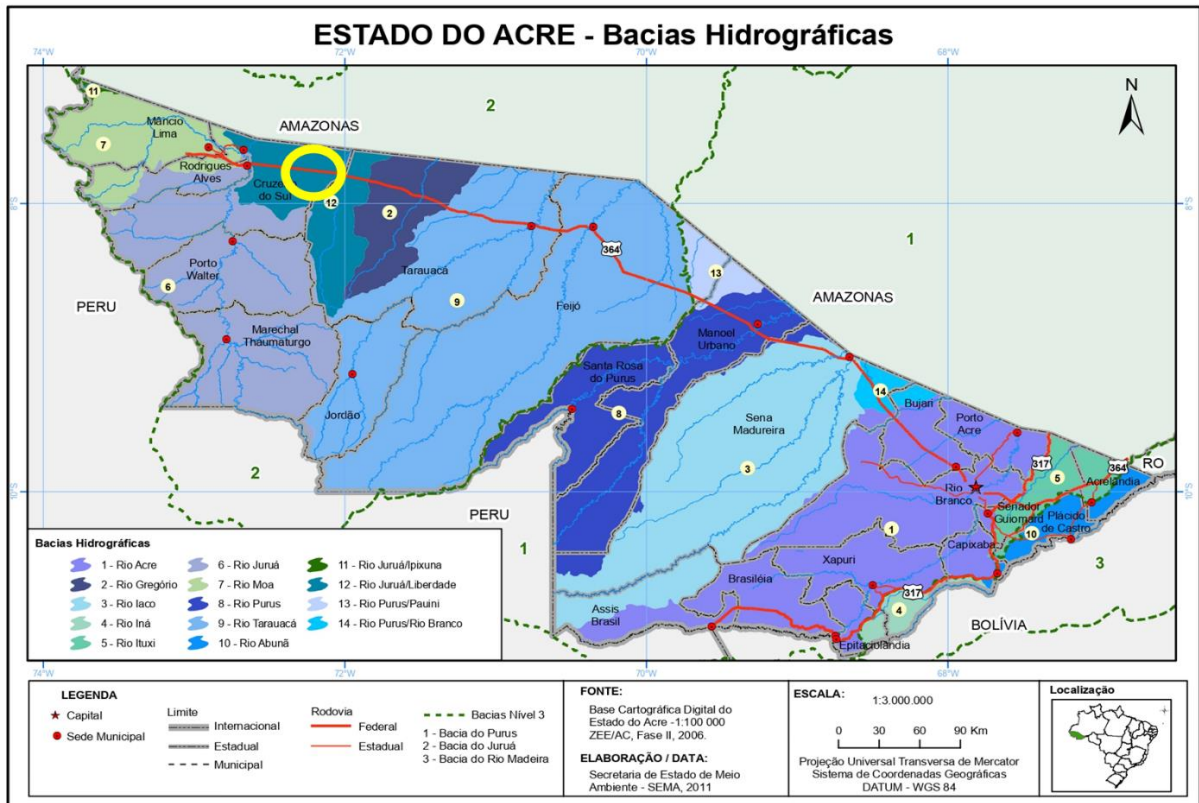 ESTADO DO ACRE - Bacias Hidrográficas
74°W
72°W
70°W
68°W
11
2
N
Mâncio
Lima
AMAZONAS
7
Rodrigues
Alves
Cruzeiro
do Sul
12
8°S
8°S
2
1
364
Porto
Walter
Tarauacá
13
6
9
Feijó
AMAZONAS
PERU
Marechal
Thaumaturgo
Manoel
Urbano
Santa Rosa
do Purus
14
Bujari
Jordão
8
Sena
Madureira
Porto
Acre
2
3
317
364
RO
5
Acrelândia
10°S
10°S
Rio
Branco
PERU
Senador
Guiomard
Plácido
de Castro
1
10
1
Capixaba
3
Xapuri
Brasiléia
317
Assis
Brasil
4
BOLÍVIA
Epitaciolândia
Bacias Hidrográficas
1 - Rio Acre
2 - Rio Gregório
3 - Rio Iaco
4 - Rio Iná
5 - Rio Ituxi
6 - Rio Juruá
7 - Rio Moa
8 - Rio Purus
9 - Rio Tarauacá
10 - Rio Abunã
11 - Rio Juruá/Ipixuna
12 - Rio Juruá/Liberdade
13 - Rio Purus/Pauini
14 - Rio Purus/Rio Branco
74°W
72°W
70°W
68°W
LEGENDA
Capital
Sede Municipal
Limite
Internacional
Estadual
Municipal
Rodovia
Federal
Estadual
Bacias Nível 3
1 - Bacia do Purus
2 - Bacia do Juruá
3 - Bacia do Rio Madeira
FONTE:
Base Cartográfica Digital do
Estado do Acre -1:100 000
ZEE/AC, Fase II, 2006.
ELABORAÇÃO / DATA:
Secretaria de Estado de Meio
Ambiente - SEMA, 2011
ESCALA:
1:3.000.000
0 30 60 90 Km
Projeção Universal Transversa de Mercator
Sistema de Coordenadas Geográficas
DATUM - WGS 84
Localização